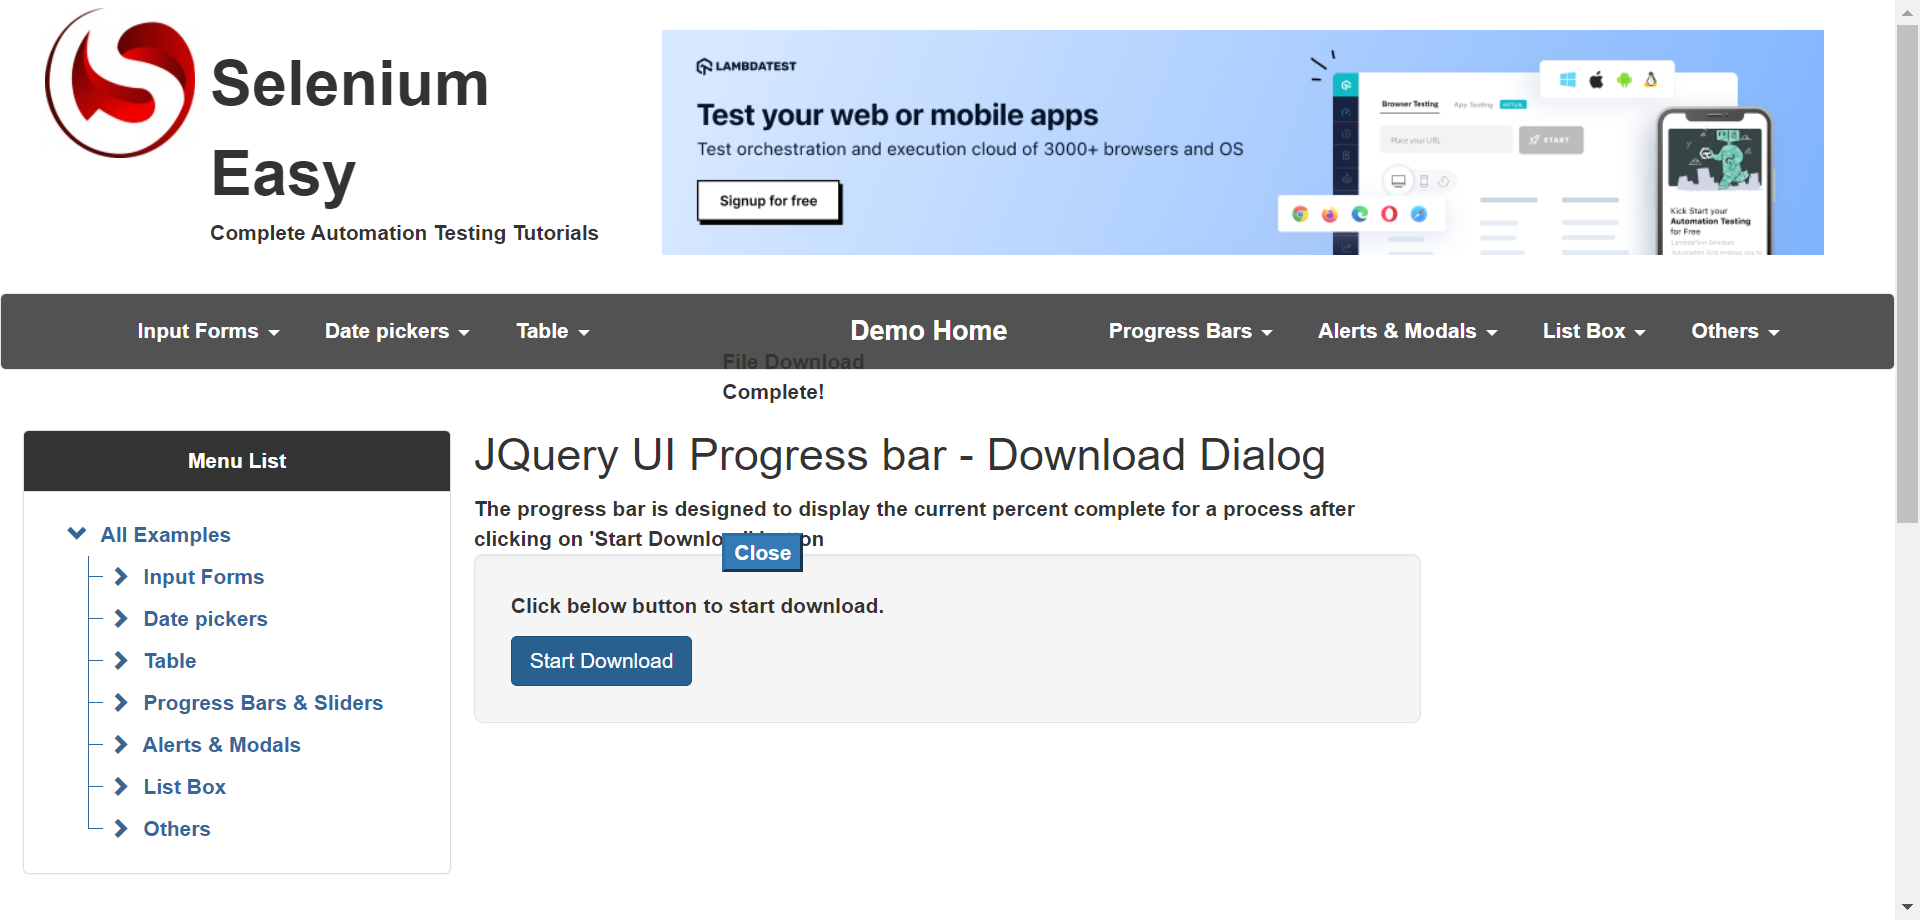 Selenium
Easy
Complete Automation Testing Tutorials
LAMBDATEST
Test your web or mobile apps
Test orchestration and execution cloud of 3000+ browsers and OS
Signup for free
Browser Testing App Testing VIRTUAL
Place your URL START
Kick Start your
Automation Testing
for Free
LambdaTest Selenium
Input Forms Date pickers Table Demo Home Progress Bars Alerts & Modals List Box Others
File Download
Complete!
Menu List
All Examples
Input Forms
Date pickers
Table
Progress Bars & Sliders
Alerts & Modals
List Box
Others
JQuery UI Progress bar - Download Dialog
The progress bar is designed to display the current percent complete for a process after
clicking on 'Start Downlo on
Close
Click below button to start download.
Start Download